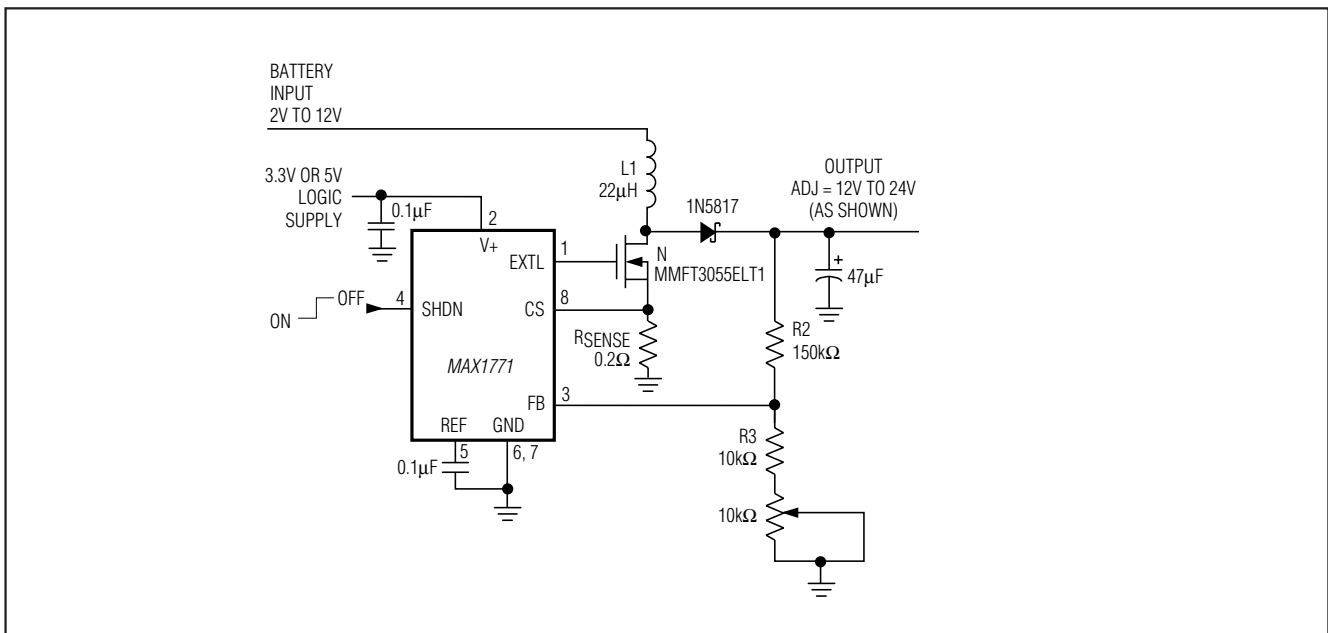 BATTERY
INPUT
2V TO 12V
3.3V OR 5V
LOGIC
SUPPLY
0.1μF
2
V+
L1
22μH
1N5817
OUTPUT
ADJ = 12V TO 24V
(AS SHOWN)
+
47μF
EXTL
1
N
MMFT3055ELT1
ON
OFF
4
SHDN
CS
8
RSENSE
0.2Ω
R2
150kΩ
MAX1771
FB
3
REF
GND
5
6, 7
0.1μF
R3
10kΩ
10kΩ